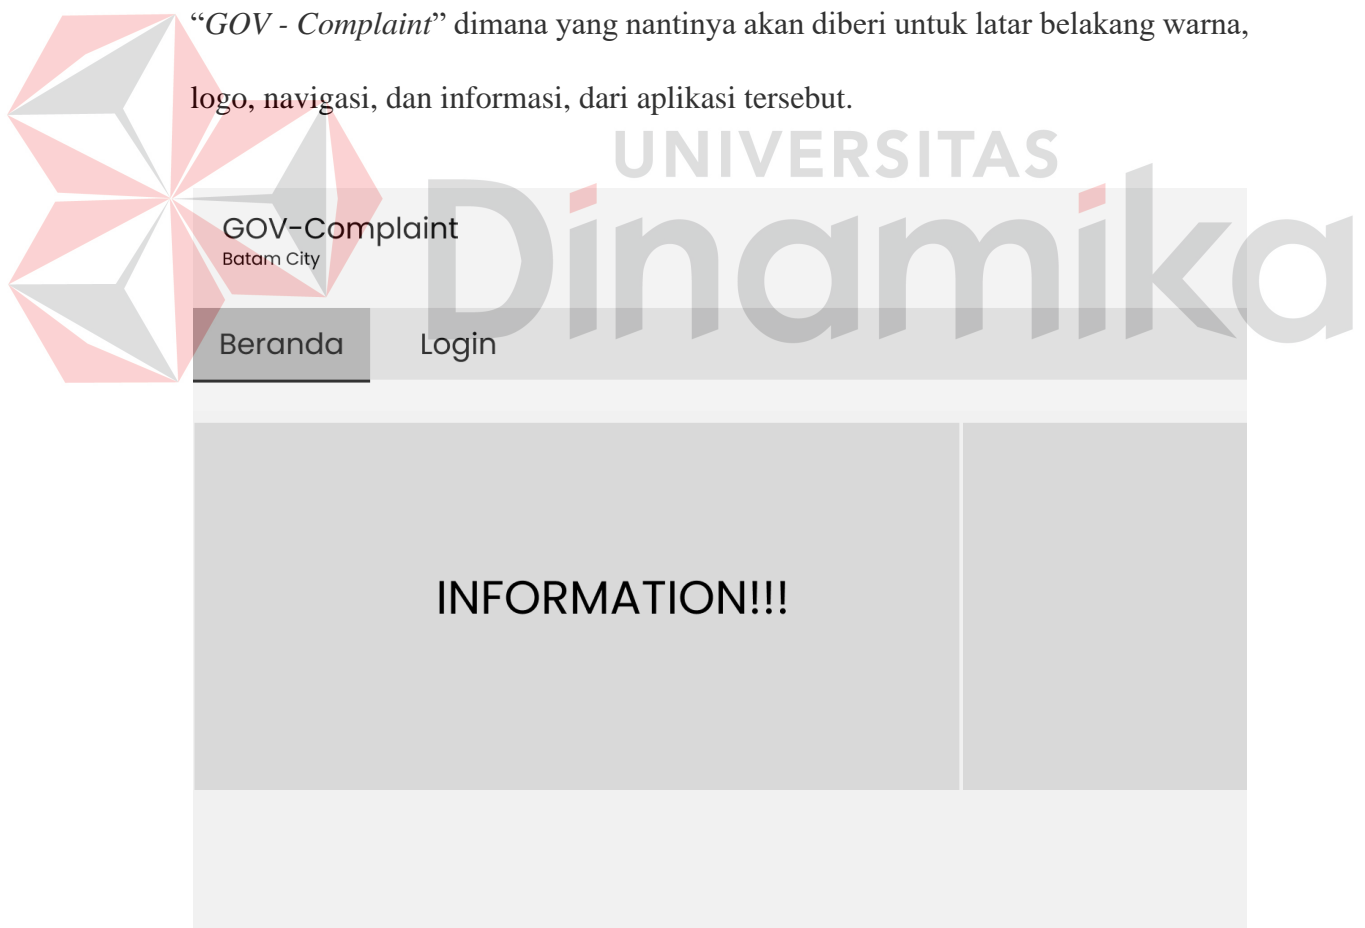 “GOV - Complaint” dimana yang nantinya akan diberi untuk latar belakang warna,
logo, navigasi, dan informasi, dari aplikasi tersebut.
UNIVERSITAS
Dinamika
GOV-Complaint
Batam City
Beranda Login
INFORMATION!!!